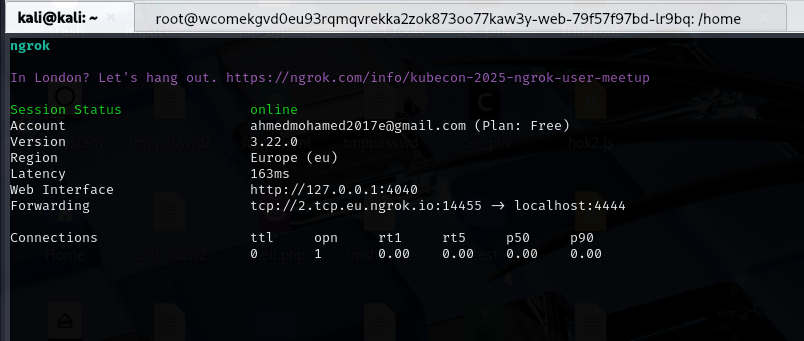 kali@kali: ~ ×
root@wcomekgvd0eu93rqmqvrekka2zok873oo77kaw3y-web-79f57f97bd-lr9bq: /home ×
ngrok
In London? Let's hang out. https://ngrok.com/info/kubecon-2025-ngrok-user-meetup
Session Status online
Account ahmedmohamed2017e@gmail.com (Plan: Free)
Version 3.22.0
Region Europe (eu)
Latency 163ms
Web Interface http://127.0.0.1:4040
Forwarding tcp://2.tcp.eu.ngrok.io:14455 -> localhost:4444
Connections ttl opn rt1 rt5 p50 p90
0 1 0.00 0.00 0.00 0.00